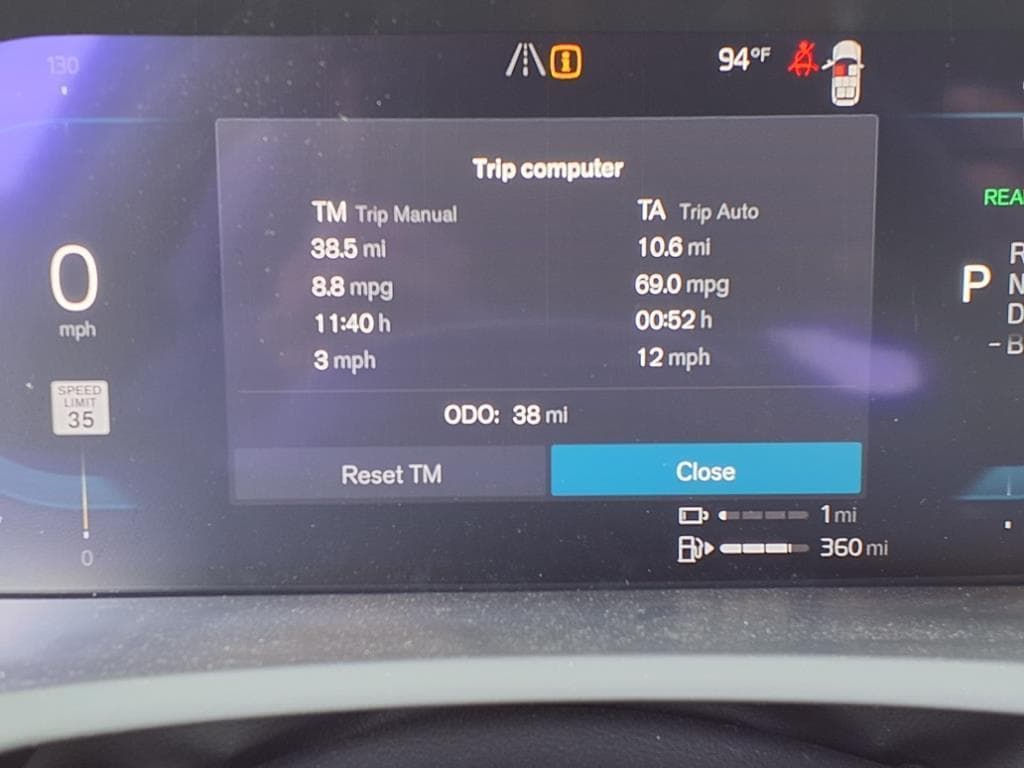 130
94°F
Trip computer
TM Trip Manual
38.5 mi
8.8 mpg
11:40 h
3 mph
TA Trip Auto
10.6 mi
69.0 mpg
00:52 h
12 mph
ODO: 38 mi
Reset TM
Close
0
mph
SPEED
LIMIT
35
0
1 mi
360 mi
P
N
D